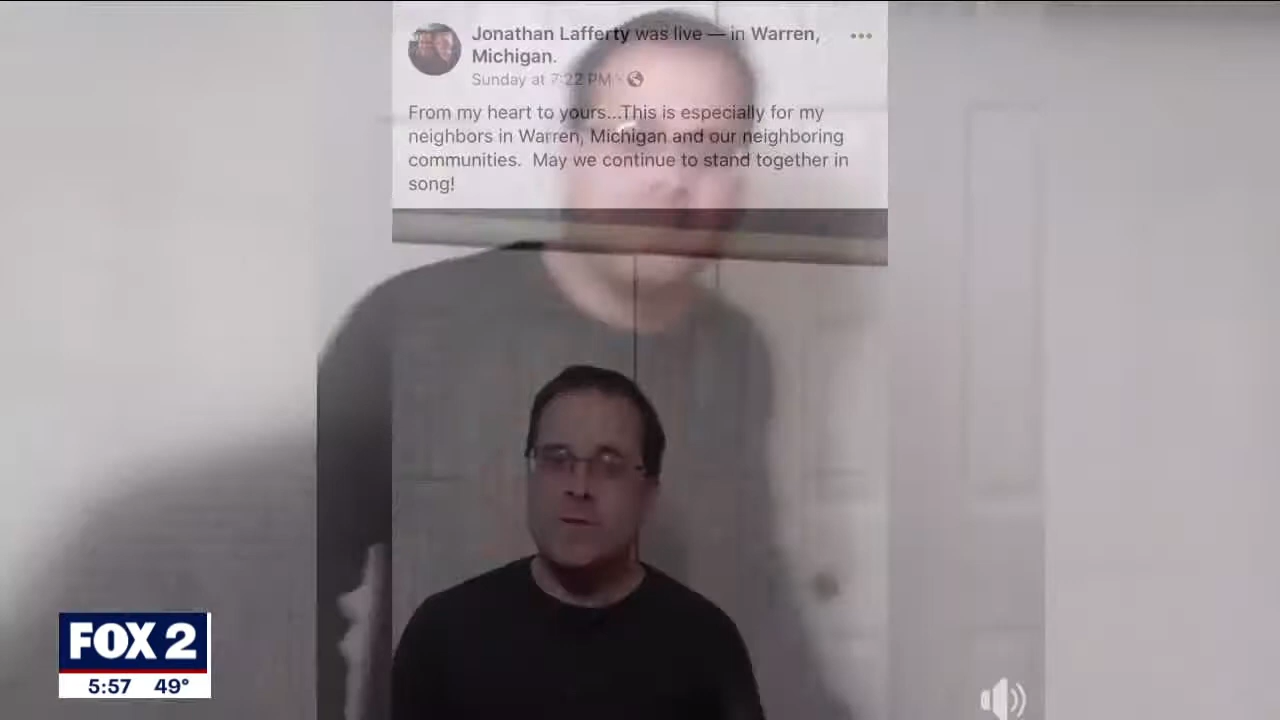 Jonathan Lafferty was live — in Warren,
Michigan.
Sunday at 7:22 PM ·
From my heart to yours...This is especially for my
neighbors in Warren, Michigan and our neighboring
communities.  May we continue to stand together in
song!
FOX 2
5:57 49°